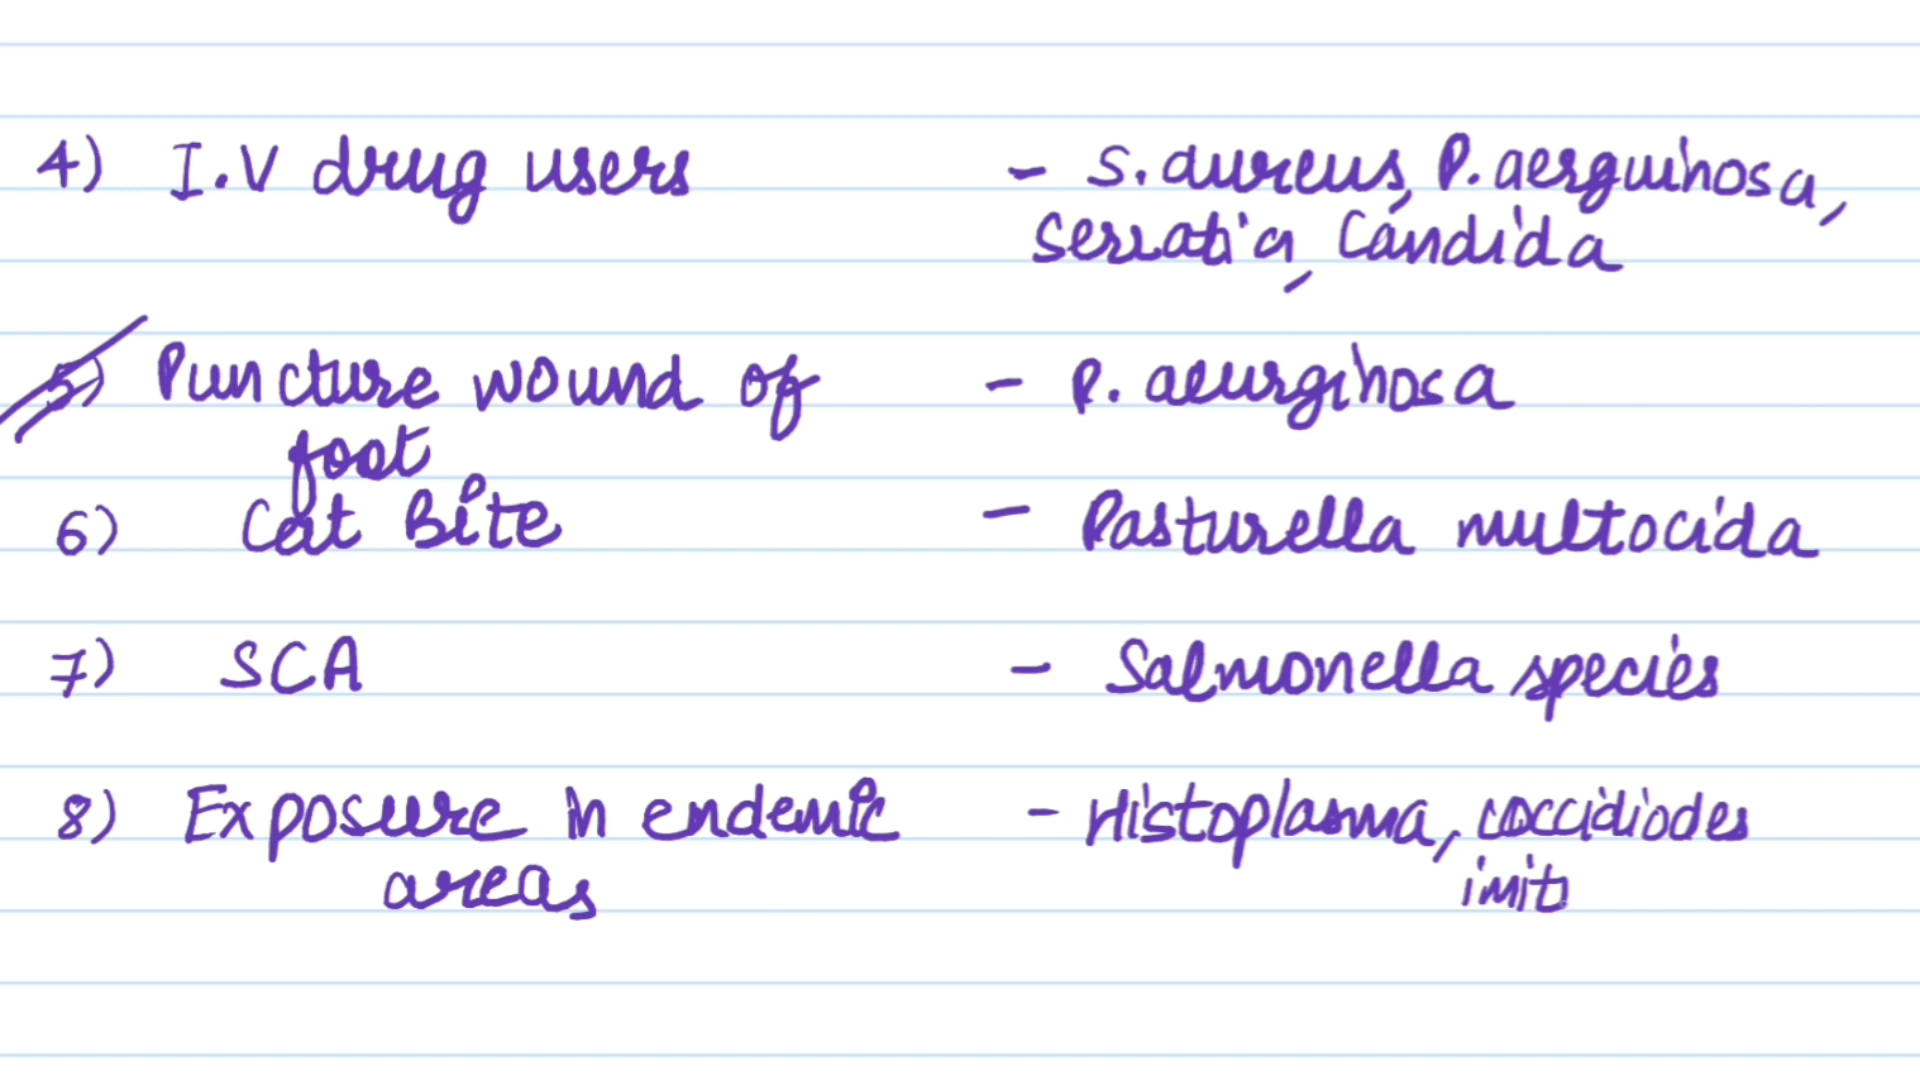 4) I.V drug users - S. aureus, P. aerguinosa,
serratia, Candida
5) Puncture wound of - P. aeurginosa
foot
6) Cat Bite - Pasturella multocida
7) SCA - Salmonella species
8) Exposure in endemic - Histoplasma, coccidiodes
areas imits